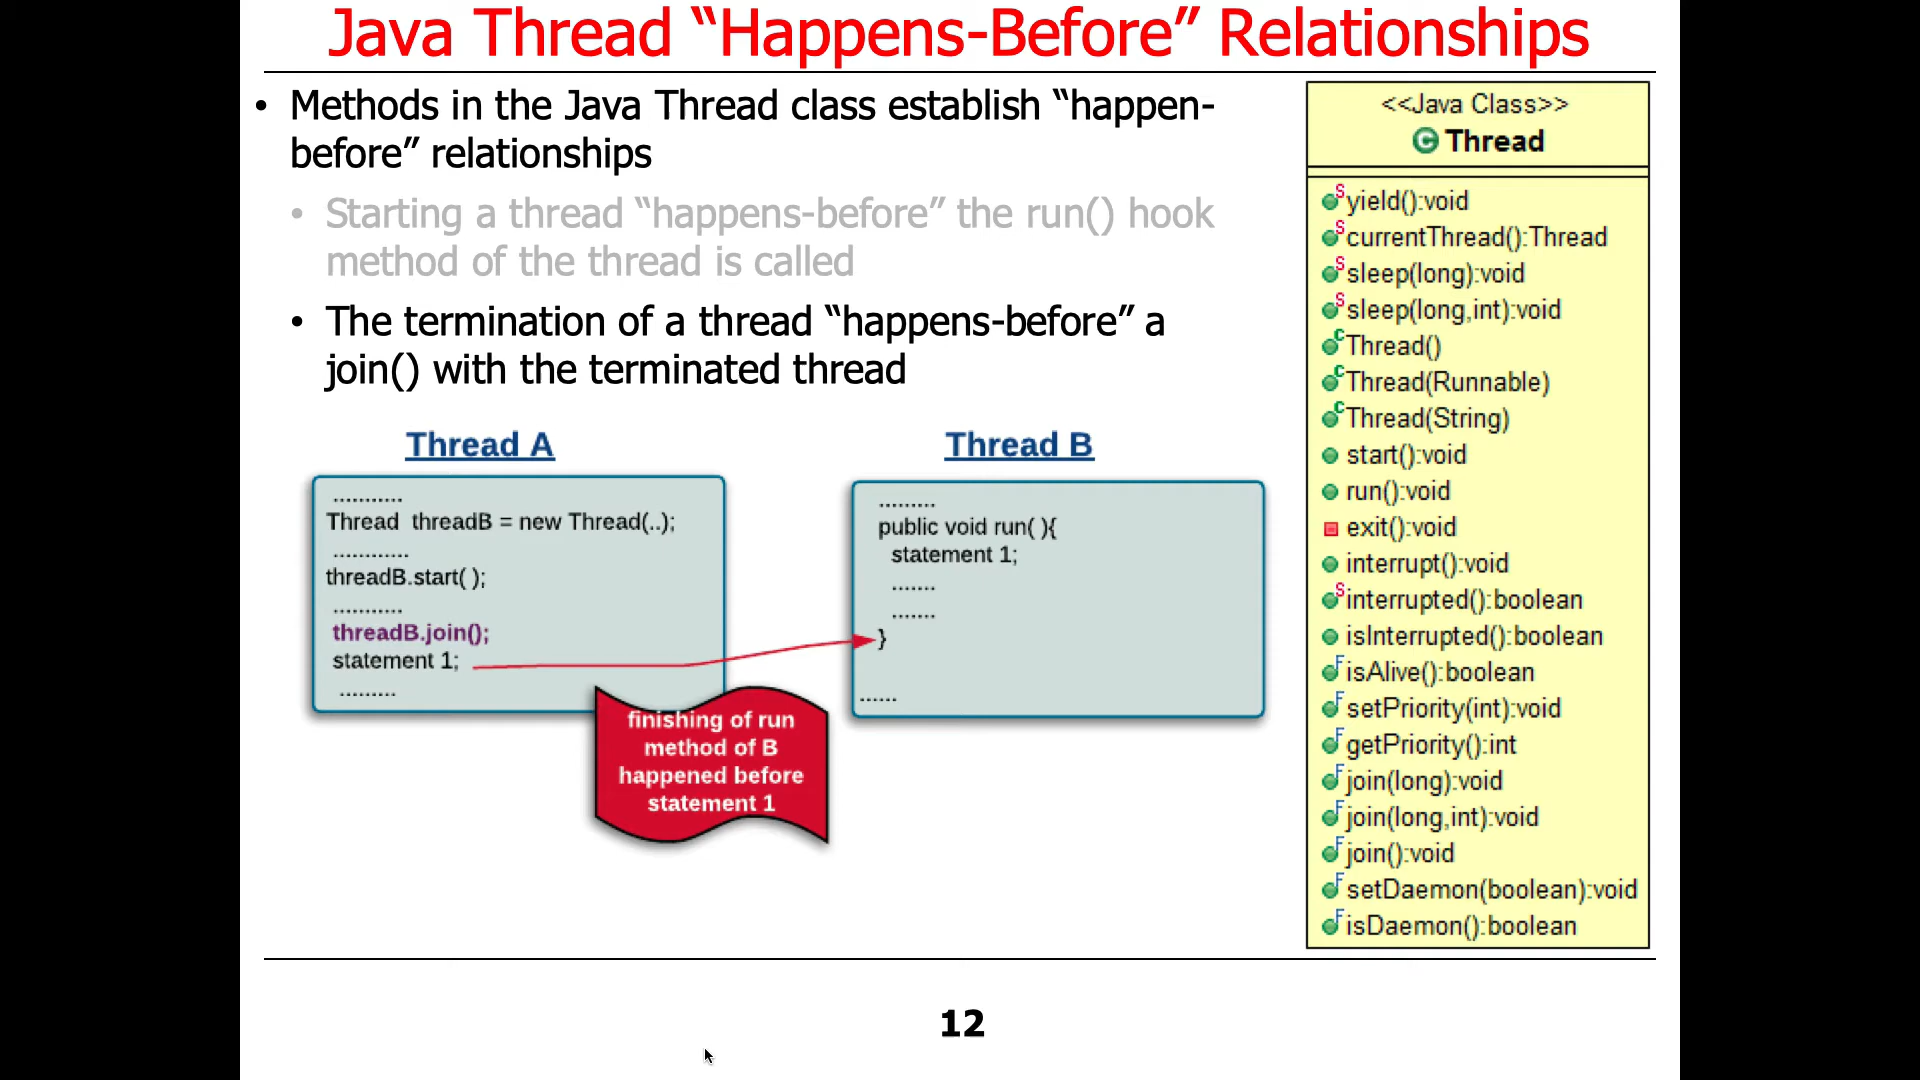 Java Thread “Happens-Before” Relationships
• Methods in the Java Thread class establish “happen-
before” relationships
• Starting a thread “happens-before” the run() hook
method of the thread is called
• The termination of a thread “happens-before” a
join() with the terminated thread
Thread A
...........
Thread threadB = new Thread(..);
............
threadB.start( );
...........
threadB.join();
statement 1;
.........
Thread B
.........
public void run( ){
statement 1;
.......
.......
}
......
finishing of run
method of B
happened before
statement 1
<<Java Class>>
C Thread
S yield():void
S currentThread():Thread
S sleep(long):void
S sleep(long,int):void
C Thread()
C Thread(Runnable)
C Thread(String)
start():void
run():void
exit():void
interrupt():void
S interrupted():boolean
isInterrupted():boolean
F isAlive():boolean
F setPriority(int):void
F getPriority():int
F join(long):void
F join(long,int):void
F join():void
F setDaemon(boolean):void
F isDaemon():boolean
12